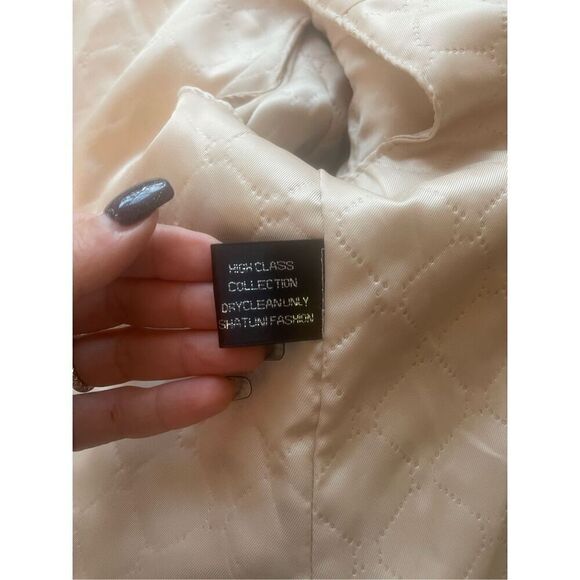 HIGH CLASS
COLLECTION
DRYCLEAN ONLY
SHATUNI FASHION